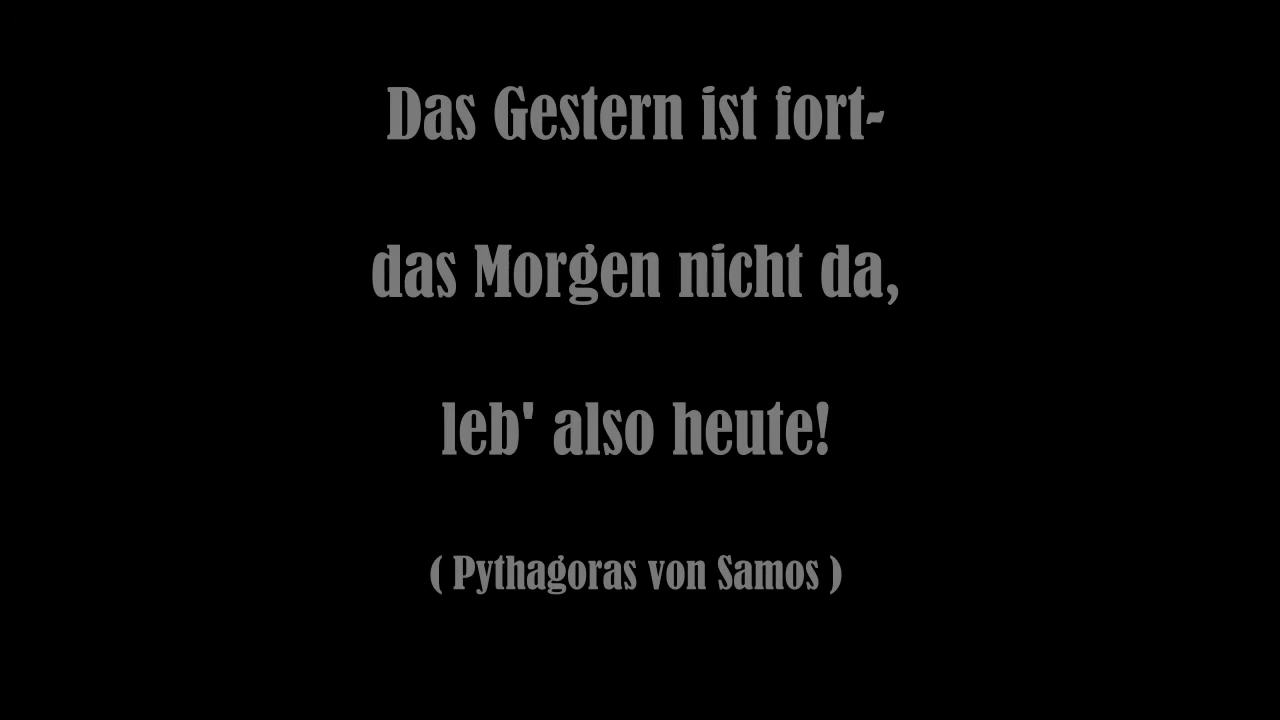 Das Gestern ist fort-
das Morgen nicht da,
leb' also heute!
( Pythagoras von Samos )